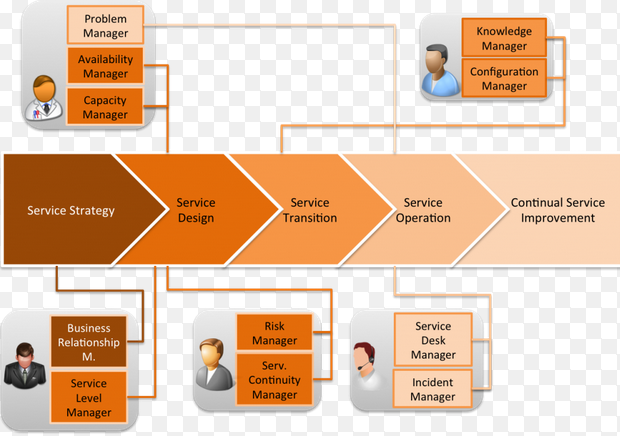 Problem
Manager
Availability
Manager
Capacity
Manager
Knowledge
Manager
Configuration
Manager
Service Strategy
Service
Design
Service
Transition
Service
Operation
Continual Service
Improvement
Business
Relationship
M.
Service
Level
Manager
Risk
Manager
Serv.
Continuity
Manager
Service
Desk
Manager
Incident
Manager